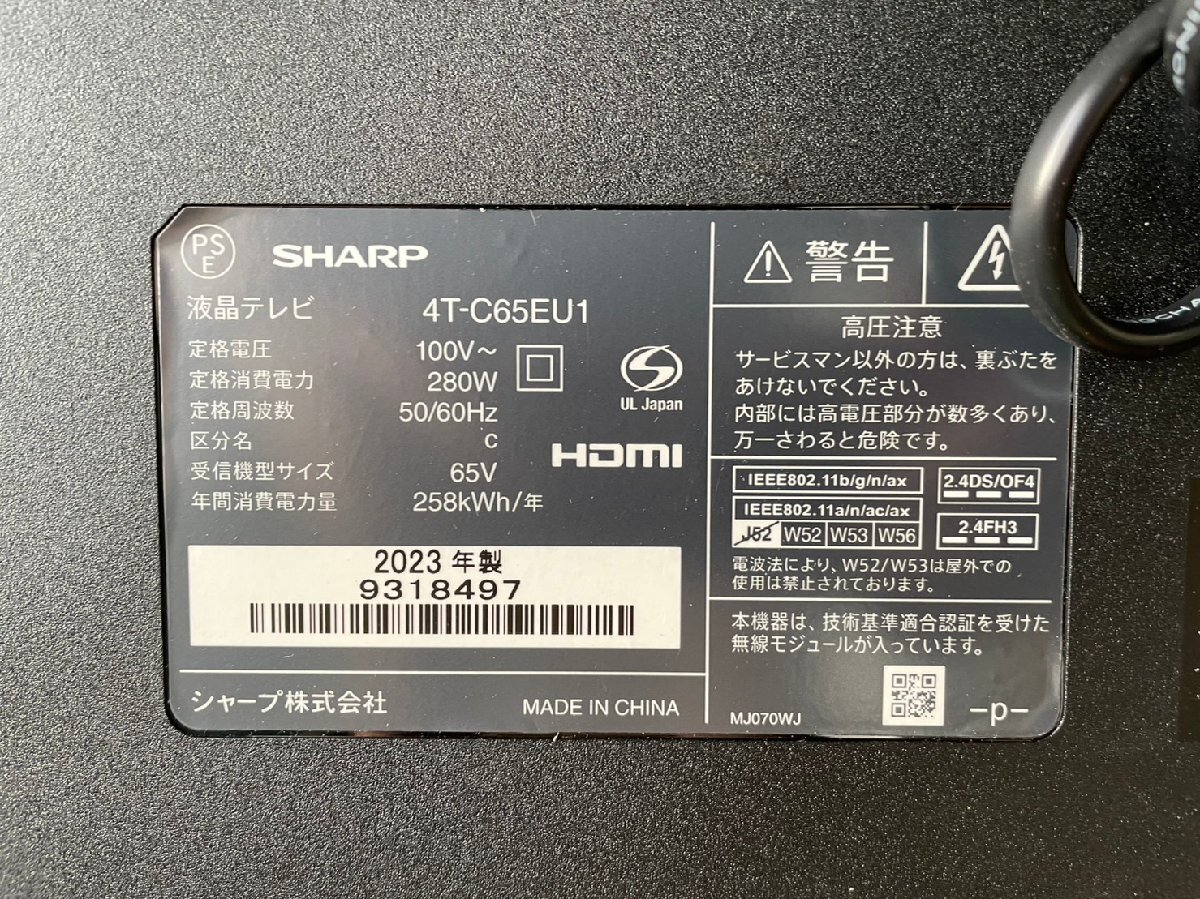 PS
E
SHARP
液晶テレビ 4T-C65EU1
定格電圧 100V~
定格消費電力 280W
定格周波数 50/60Hz
区分名 C
受信機型サイズ 65V
年間消費電力量 258kWh/年
UL Japan
HDMI
2023 年製
9318497
シャープ株式会社 MADE IN CHINA
警告
高圧注意
サービスマン以外の方は、裏ぶたを
あけないでください。
内部には高電圧部分が数多くあり、
万一さわると危険です。
IEEE802.11b/g/n/ax 2.4DS/OF4
IEEE802.11a/n/ac/ax
J52 W52 W53 W56 2.4FH3
電波法により、W52/W53は屋外での
使用は禁止されております。
本機器は、技術基準適合認証を受けた
無線モジュールが入っています。
MJ070WJ -p-